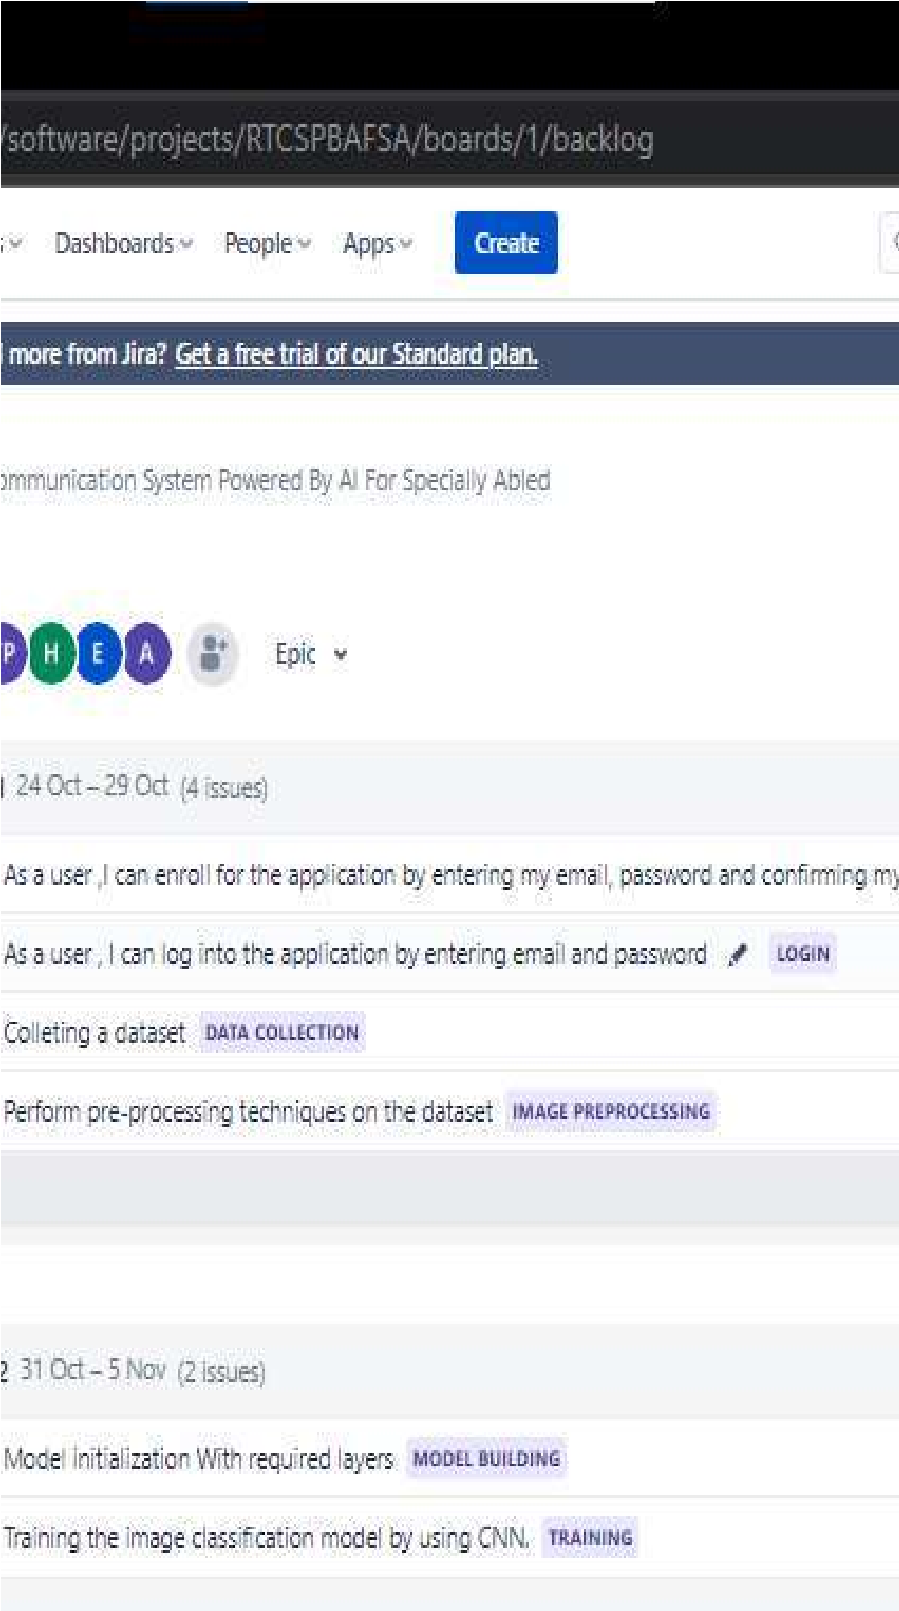 /software/projects/RTCSPBAFSA/boards/1/backlog
Dashboards People Apps Create
more from Jira? Get a free trial of our Standard plan.
ommunication System Powered By AI For Specially Abled
P H E A Epic
24 Oct – 29 Oct (4 issues)
As a user ,I can enroll for the application by entering my email, password and confirming my
As a user , I can log into the application by entering email and password LOGIN
Colleting a dataset DATA COLLECTION
Perform pre-processing techniques on the dataset IMAGE PREPROCESSING
2 31 Oct – 5 Nov (2 issues)
Model Initialization With required layers MODEL BUILDING
Training the image classification model by using CNN. TRAINING